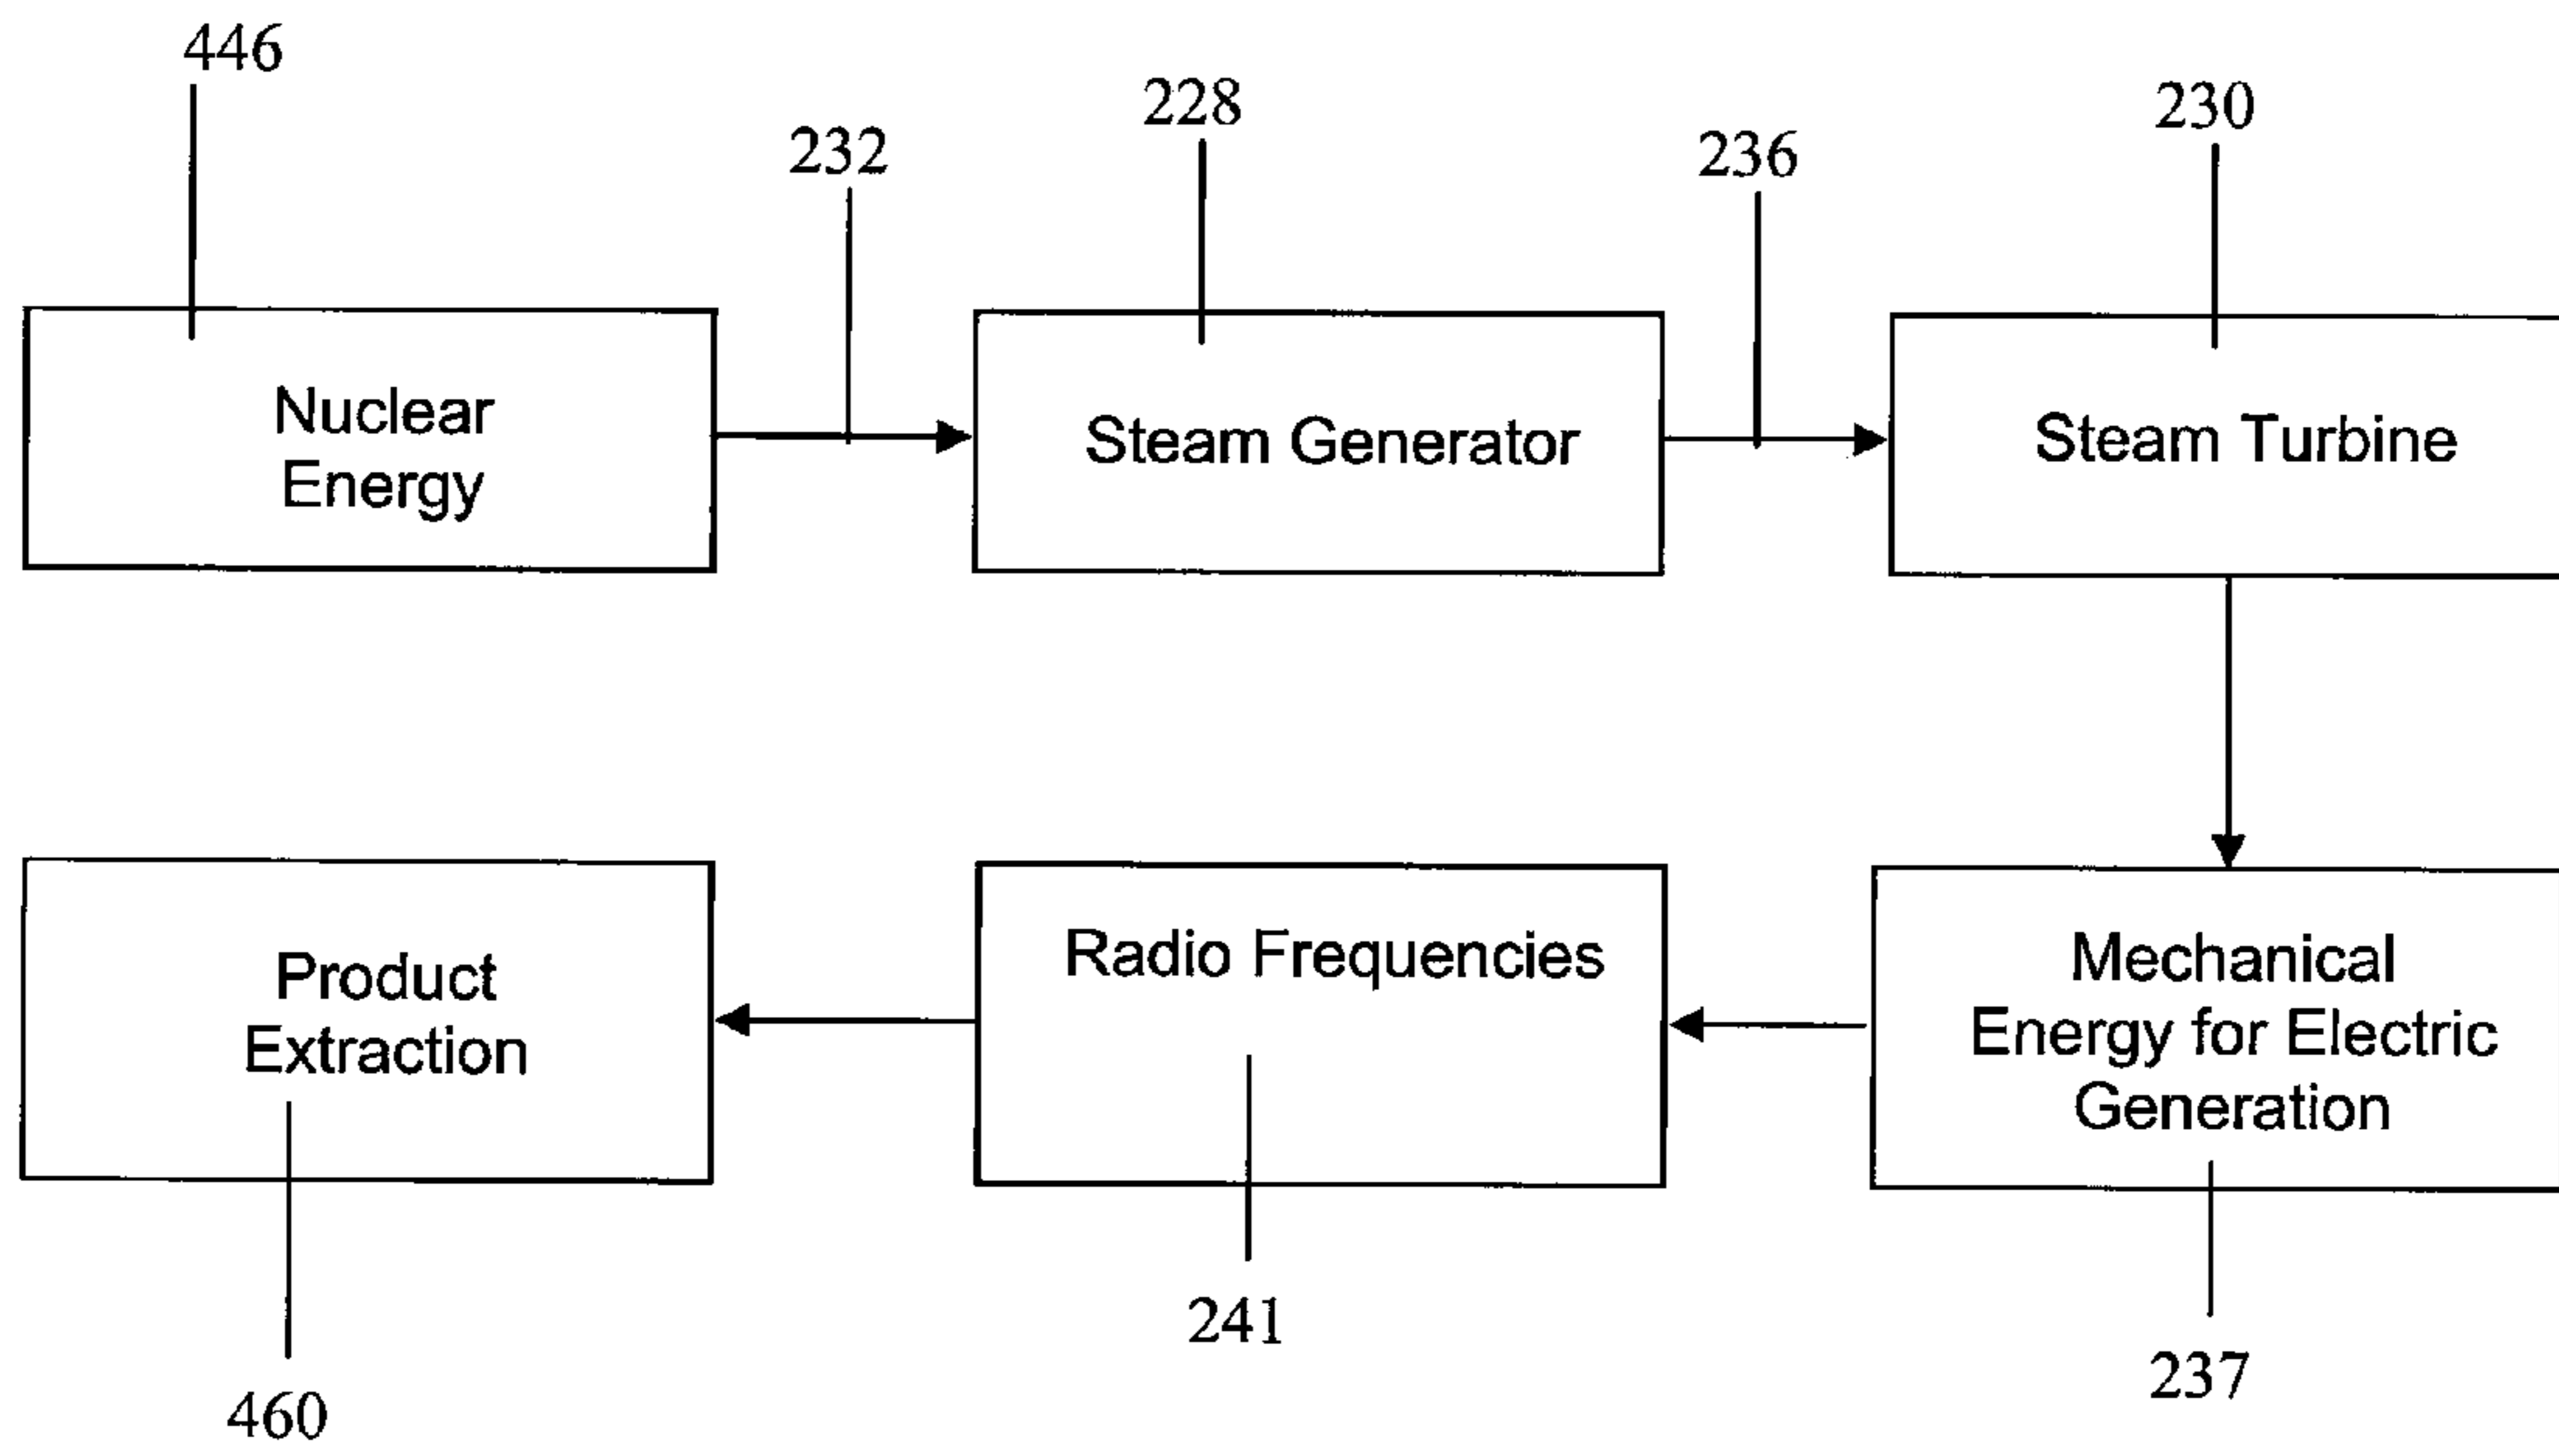 446
232
228
236
230
Nuclear
Energy
Steam Generator
Steam Turbine
Product
Extraction
Radio Frequencies
Mechanical
Energy for Electric
Generation
460
241
237